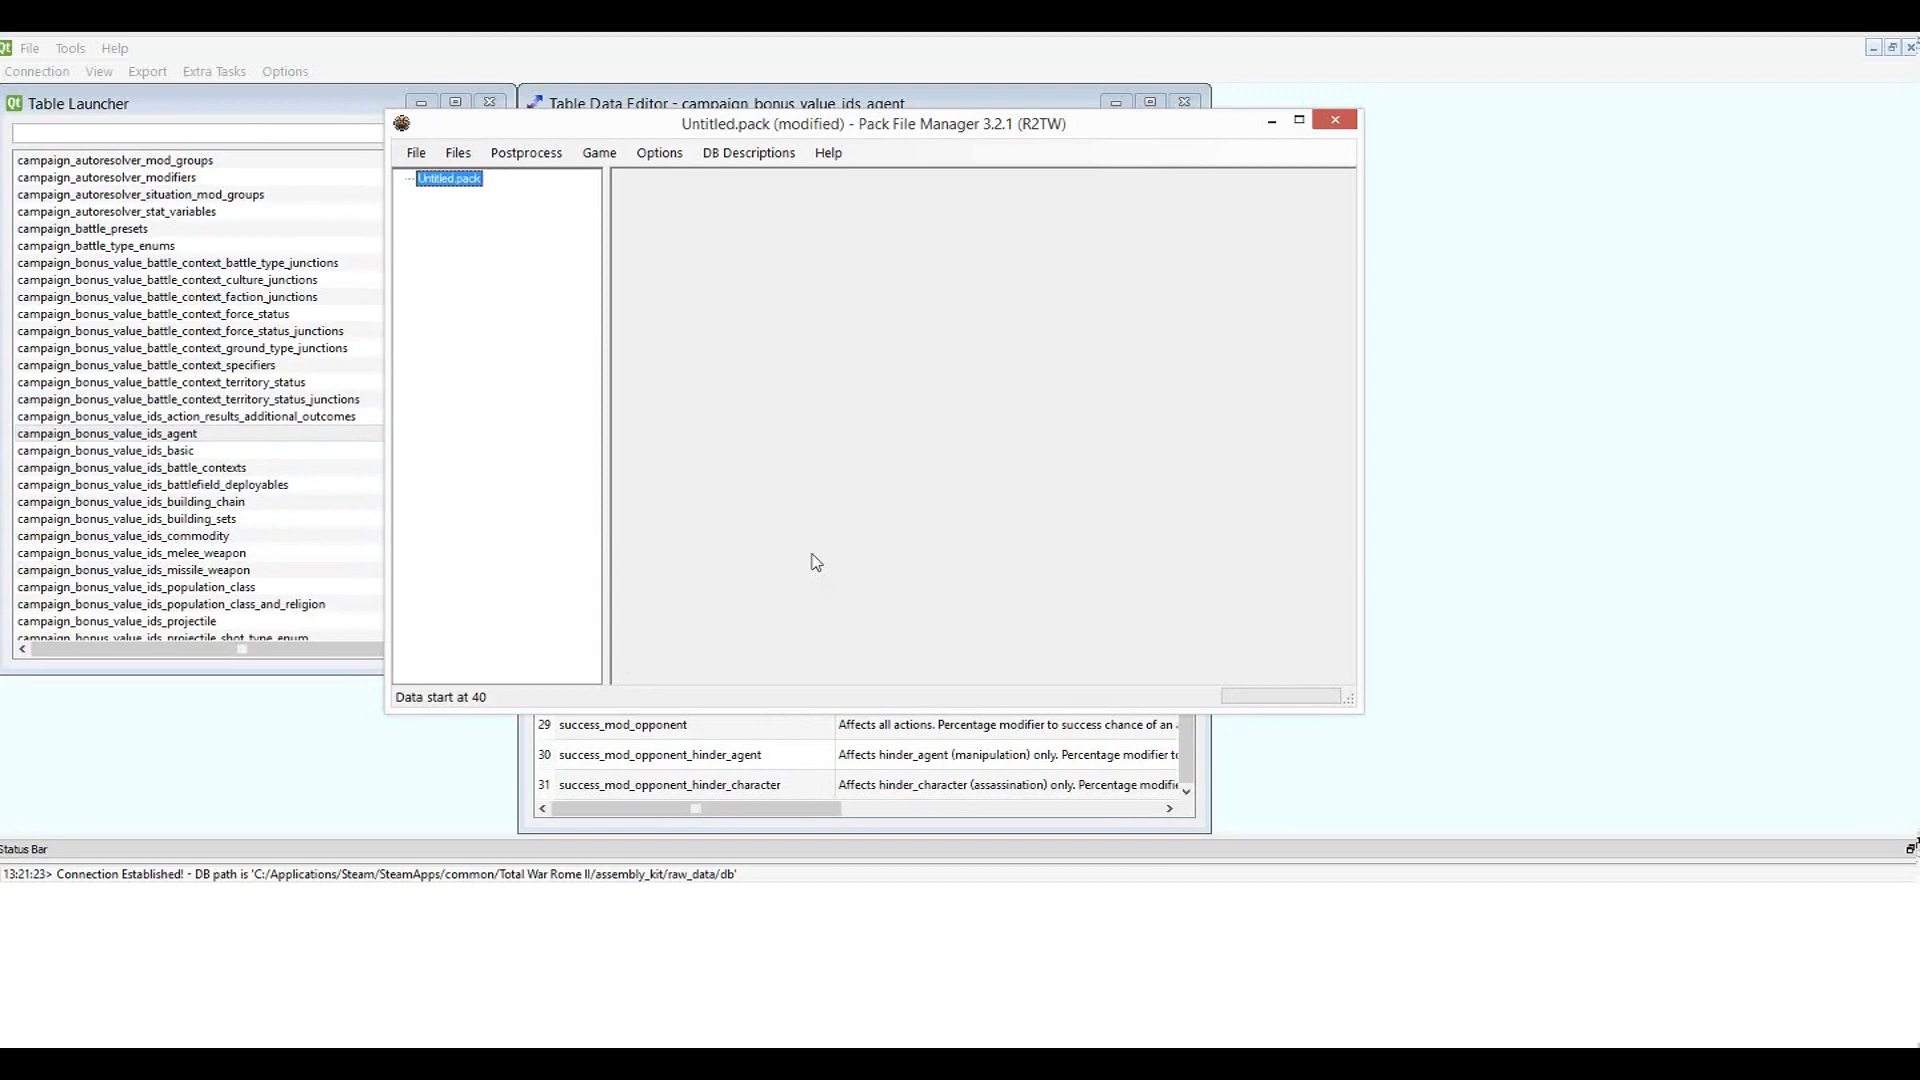 Qt File Tools Help
Connection View Export Extra Tasks Options
Qt Table Launcher
Table Data Editor - campaign_bonus_value_ids_agent
Untitled.pack (modified) - Pack File Manager 3.2.1 (R2TW)
File Files Postprocess Game Options DB Descriptions Help
Untitled.pack
campaign_autoresolver_mod_groups
campaign_autoresolver_modifiers
campaign_autoresolver_situation_mod_groups
campaign_autoresolver_stat_variables
campaign_battle_presets
campaign_battle_type_enums
campaign_bonus_value_battle_context_battle_type_junctions
campaign_bonus_value_battle_context_culture_junctions
campaign_bonus_value_battle_context_faction_junctions
campaign_bonus_value_battle_context_force_status
campaign_bonus_value_battle_context_force_status_junctions
campaign_bonus_value_battle_context_ground_type_junctions
campaign_bonus_value_battle_context_specifiers
campaign_bonus_value_battle_context_territory_status
campaign_bonus_value_battle_context_territory_status_junctions
campaign_bonus_value_ids_action_results_additional_outcomes
campaign_bonus_value_ids_agent
campaign_bonus_value_ids_basic
campaign_bonus_value_ids_battle_contexts
campaign_bonus_value_ids_battlefield_deployables
campaign_bonus_value_ids_building_chain
campaign_bonus_value_ids_building_sets
campaign_bonus_value_ids_commodity
campaign_bonus_value_ids_melee_weapon
campaign_bonus_value_ids_missile_weapon
campaign_bonus_value_ids_population_class
campaign_bonus_value_ids_population_class_and_religion
campaign_bonus_value_ids_projectile
campaign_bonus_value_ids_projectile_shot_type_enum
Data start at 40
29 success_mod_opponent Affects all actions. Percentage modifier to success chance of an
30 success_mod_opponent_hinder_agent Affects hinder_agent (manipulation) only. Percentage modifier
31 success_mod_opponent_hinder_character Affects hinder_character (assassination) only. Percentage
Status Bar
13:21:23> Connection Established! - DB path is 'C:/Applications/Steam/SteamApps/common/Total War Rome II/assembly_kit/raw_data/db'